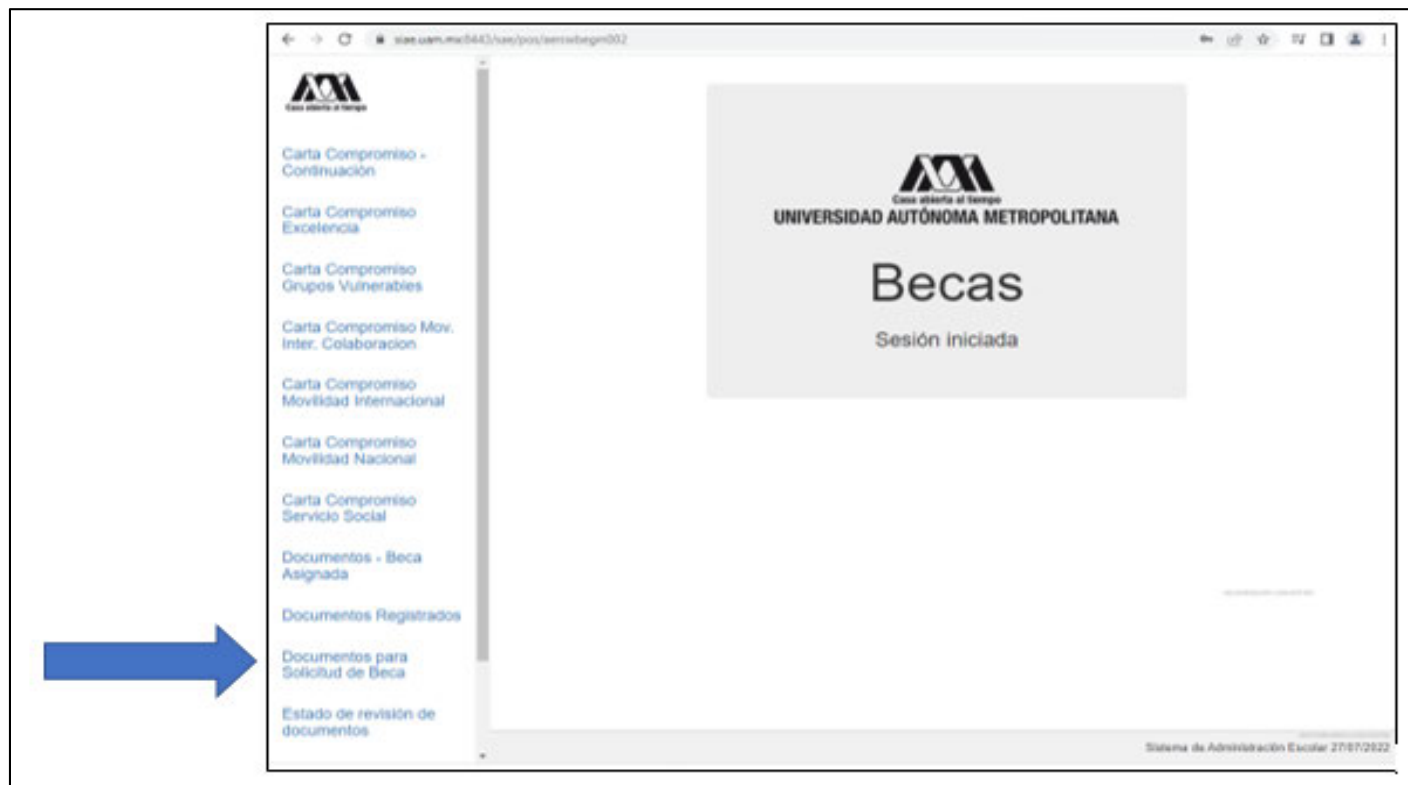 Casa abierta al tiempo
Carta Compromiso -
Continuación
Carta Compromiso
Excelencia
Carta Compromiso
Grupos Vulnerables
Carta Compromiso Mov.
Inter. Colaboracion
Carta Compromiso
Movilidad Internacional
Carta Compromiso
Movilidad Nacional
Carta Compromiso
Servicio Social
Documentos - Beca
Asignada
Documentos Registrados
Documentos para
Solicitud de Beca
Estado de revisión de
documentos
Casa abierta al tiempo
UNIVERSIDAD AUTÓNOMA METROPOLITANA
Becas
Sesión iniciada
Sistema de Administración Escolar 27/07/2022